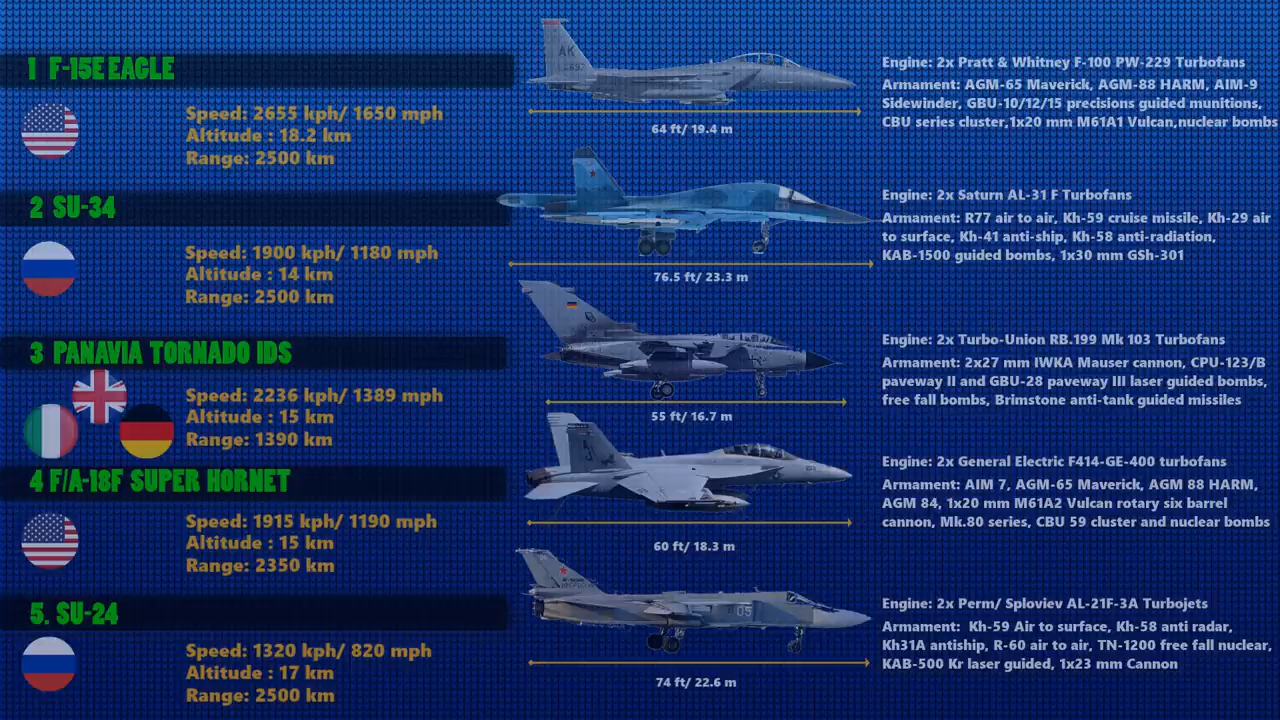 1 F-15E EAGLE
Speed: 2655 kph/ 1650 mph
Altitude : 18.2 km
Range: 2500 km
AK
64 ft/ 19.4 m
Engine: 2x Pratt & Whitney F-100 PW-229 Turbofans
Armament: AGM-65 Maverick, AGM-88 HARM, AIM-9
Sidewinder, GBU-10/12/15 precisions guided munitions,
CBU series cluster,1x20 mm M61A1 Vulcan,nuclear bombs
2 SU-34
Speed: 1900 kph/ 1180 mph
Altitude : 14 km
Range: 2500 km
76.5 ft/ 23.3 m
Engine: 2x Saturn AL-31 F Turbofans
Armament: R77 air to air, Kh-59 cruise missile, Kh-29 air
to surface, Kh-41 anti-ship, Kh-58 anti-radiation,
KAB-1500 guided bombs, 1x30 mm GSh-301
3 PANAVIA TORNADO IDS
Speed: 2236 kph/ 1389 mph
Altitude : 15 km
Range: 1390 km
55 ft/ 16.7 m
Engine: 2x Turbo-Union RB.199 Mk 103 Turbofans
Armament: 2x27 mm IWKA Mauser cannon, CPU-123/B
paveway II and GBU-28 paveway III laser guided bombs,
free fall bombs, Brimstone anti-tank guided missiles
4 F/A-18F SUPER HORNET
Speed: 1915 kph/ 1190 mph
Altitude : 15 km
Range: 2350 km
60 ft/ 18.3 m
Engine: 2x General Electric F414-GE-400 turbofans
Armament: AIM 7, AGM-65 Maverick, AGM 88 HARM,
AGM 84, 1x20 mm M61A2 Vulcan rotary six barrel
cannon, Mk.80 series, CBU 59 cluster and nuclear bombs
5. SU-24
Speed: 1320 kph/ 820 mph
Altitude : 17 km
Range: 2500 km
05
74 ft/ 22.6 m
Engine: 2x Perm/ Sploviev AL-21F-3A Turbojets
Armament:  Kh-59 Air to surface, Kh-58 anti radar,
Kh31A antiship, R-60 air to air, TN-1200 free fall nuclear,
KAB-500 Kr laser guided, 1x23 mm Cannon